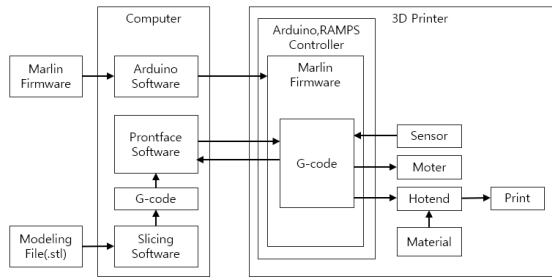 Computer
3D Printer
Arduino,RAMPS
Controller
Marlin
Firmware
Arduino
Software
Marlin
Firmware
Prontface
Software
G-code
Sensor
Moter
G-code
Hotend
Print
Modeling
File(.stl)
Slicing
Software
Material